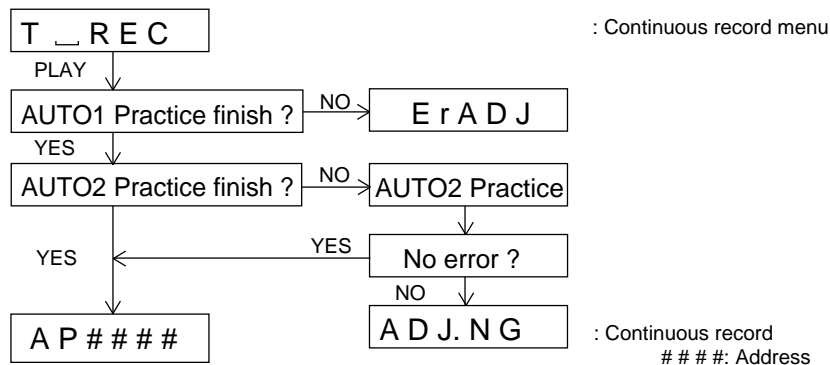 T ⎵ R E C
: Continuous record menu
PLAY
AUTO1 Practice finish ?
NO
E r A D J
YES
AUTO2 Practice finish ?
NO
AUTO2 Practice
YES
YES
No error ?
NO
A P # # # #
A D J. N G
: Continuous record
# # # #: Address